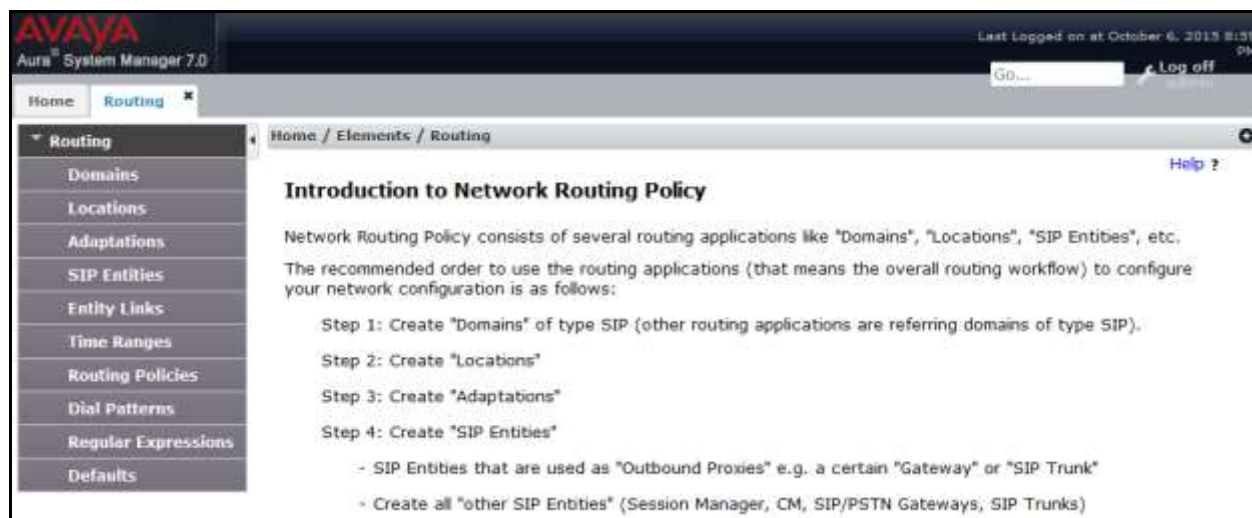 AVAYA
Aura® System Manager 7.0
Last Logged on at October 6, 2015
Go...
Log off
Home
Routing
Routing
Domains
Locations
Adaptations
SIP Entities
Entity Links
Time Ranges
Routing Policies
Dial Patterns
Regular Expressions
Defaults
Home / Elements / Routing
Help ?
Introduction to Network Routing Policy
Network Routing Policy consists of several routing applications like "Domains", "Locations", "SIP Entities", etc.
The recommended order to use the routing applications (that means the overall routing workflow) to configure
your network configuration is as follows:
Step 1: Create "Domains" of type SIP (other routing applications are referring domains of type SIP).
Step 2: Create "Locations"
Step 3: Create "Adaptations"
Step 4: Create "SIP Entities"
- SIP Entities that are used as "Outbound Proxies" e.g. a certain "Gateway" or "SIP Trunk"
- Create all "other SIP Entities" (Session Manager, CM, SIP/PSTN Gateways, SIP Trunks)